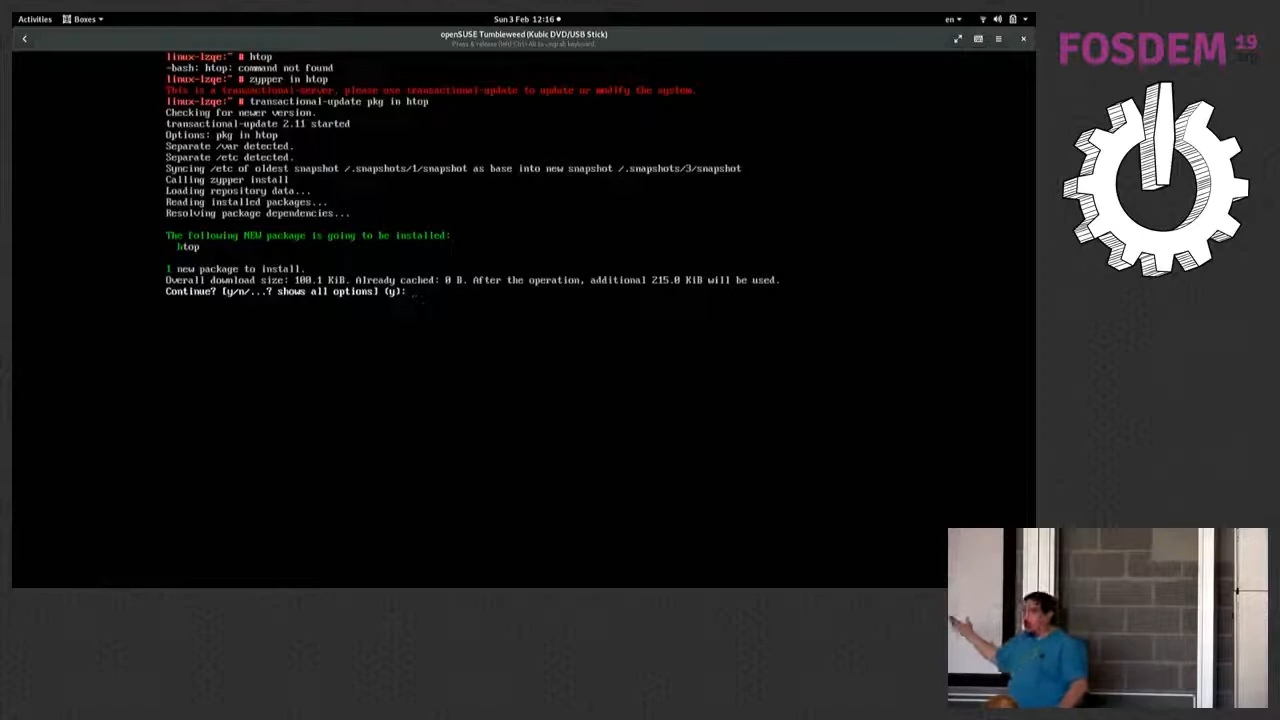 Activities
Boxes
Sun 3 Feb 12:16
en
openSUSE Tumbleweed (Kubic DVD/USB Stick)
linux-lzqe:~ # htop
-bash: htop: command not found
linux-lzqe:~ # zypper in htop
This is a transactional-server, please use transactional-update to update or modify the system.
linux-lzqe:~ # transactional-update pkg in htop
Checking for newer version.
transactional-update 2.11 started
Options: pkg in htop
Separate /var detected.
Separate /etc detected.
Syncing /etc of oldest snapshot /.snapshots/1/snapshot as base into new snapshot /.snapshots/3/snapshot
Calling zypper install
Loading repository data...
Reading installed packages...
Resolving package dependencies...
The following NEW package is going to be installed:
htop
1 new package to install.
Overall download size: 100.1 KiB. Already cached: 0 B. After the operation, additional 215.0 KiB will be used.
Continue? [y/n/...? shows all options] (y):
FOSDEM 19